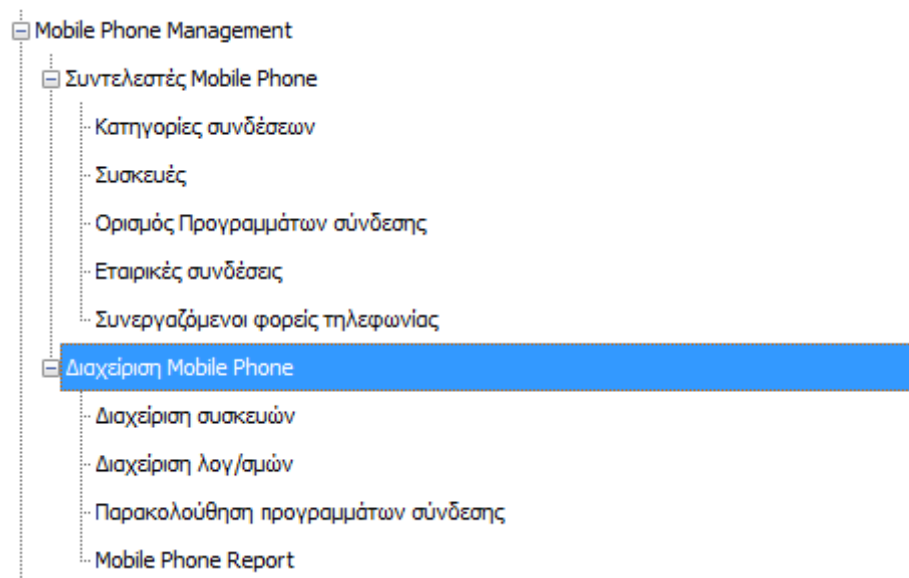 Mobile Phone Management
Συντελεστές Mobile Phone
Κατηγορίες συνδέσεων
Συσκευές
Ορισμός Προγραμμάτων σύνδεσης
Εταιρικές συνδέσεις
Συνεργαζόμενοι φορείς τηλεφωνίας
Διαχείριση Mobile Phone
Διαχείριση συσκευών
Διαχείριση λογ/σμών
Παρακολούθηση προγραμμάτων σύνδεσης
Mobile Phone Report